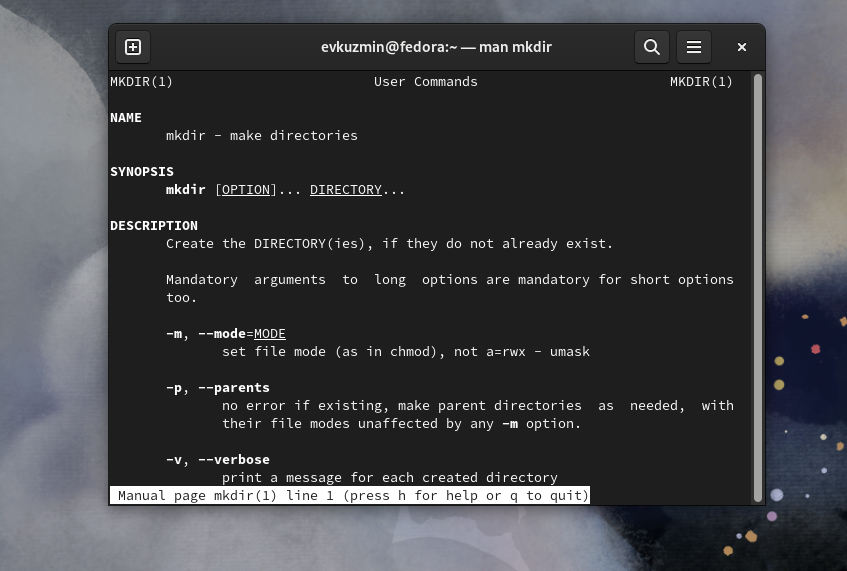 evkuzmin@fedora:~ — man mkdir
MKDIR(1) User Commands MKDIR(1)
NAME
mkdir - make directories
SYNOPSIS
mkdir [OPTION]... DIRECTORY...
DESCRIPTION
Create the DIRECTORY(ies), if they do not already exist.
Mandatory arguments to long options are mandatory for short options
too.
-m, --mode=MODE
set file mode (as in chmod), not a=rwx - umask
-p, --parents
no error if existing, make parent directories as needed, with
their file modes unaffected by any -m option.
-v, --verbose
print a message for each created directory
Manual page mkdir(1) line 1 (press h for help or q to quit)